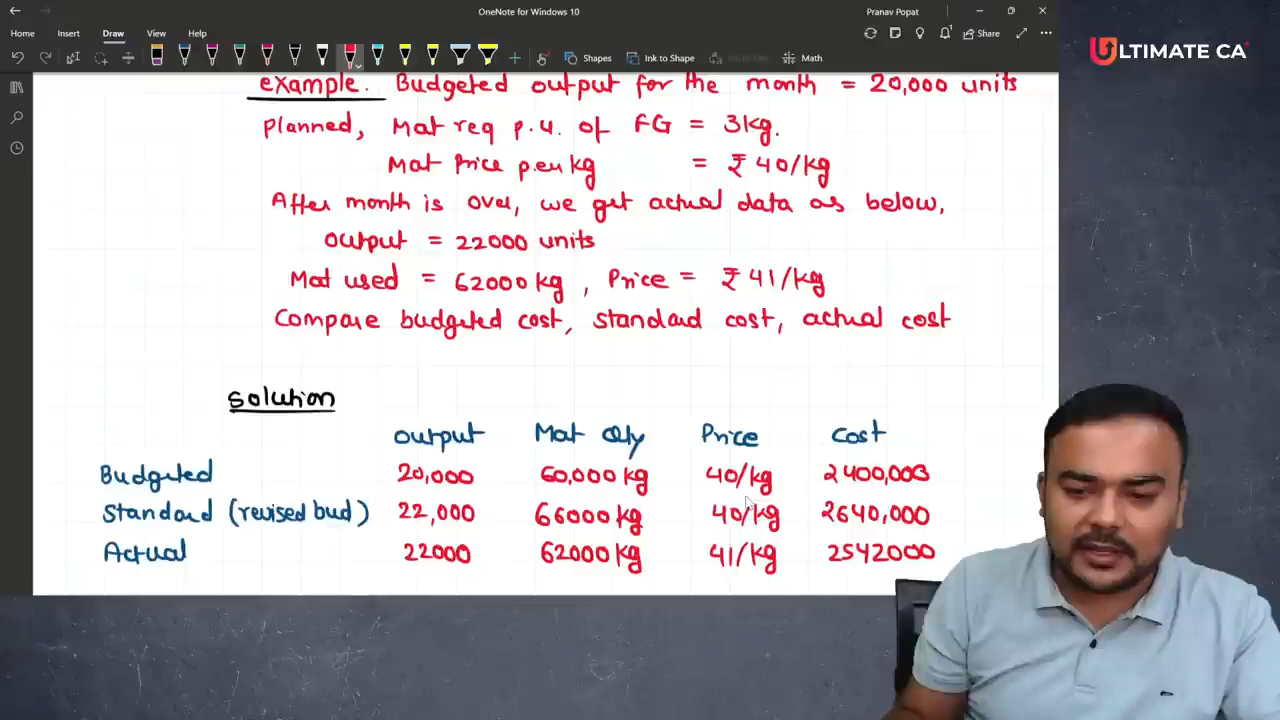 OneNote for Windows 10
Pranav Popat
Home Insert Draw View Help
Share
Shapes Ink to Shape Math
ULTIMATE CA
example. Budgeted output for the month = 20,000 units
planned, Mat req p.u. of FG = 3kg.
Mat Price per kg = ₹40/kg
After month is over, we get actual data as below,
output = 22000 units
Mat used = 62000 kg, Price = ₹41/kg
Compare budgeted cost, standard cost, actual cost
solution
output Mat Qty Price Cost
Budgeted 20,000 60,000 kg 40/kg 2400,000
Standard (revised bud) 22,000 66000 kg 40/kg 2640,000
Actual 22000 62000 kg 41/kg 2542000